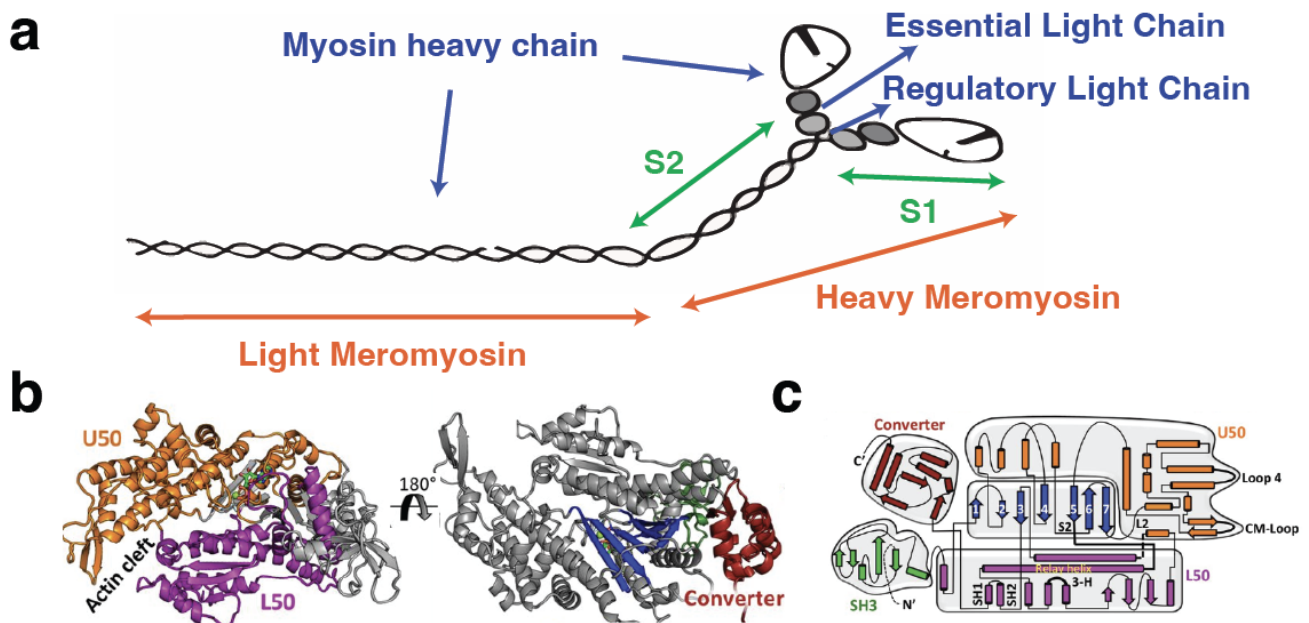 a
Myosin heavy chain
Essential Light Chain
Regulatory Light Chain
S2
S1
Heavy Meromyosin
Light Meromyosin
b
U50
Actin cleft
L50
180°
Converter
c
Converter
C'
U50
Loop 4
CM-Loop
1 2 3 4 5 6 7
S2
L2
Relay helix
3-H
L50
SH1
SH2
SH3
N'